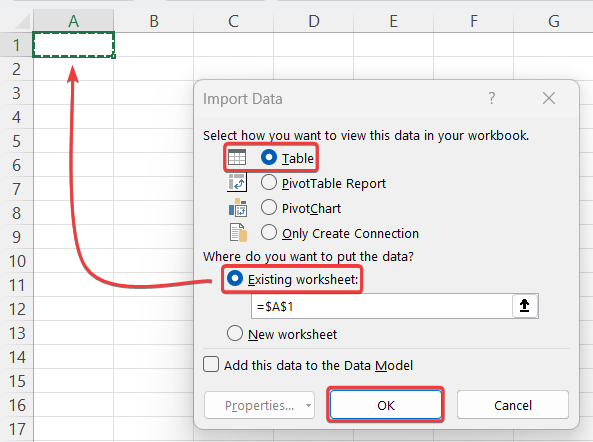 A B C D E F G
1
2
3
4
5
6
7
8
9
10
11
12
13
14
15
16
17
Import Data ?
Select how you want to view this data in your workbook.
Table
PivotTable Report
PivotChart
Only Create Connection
Where do you want to put the data?
Existing worksheet:
=$A$1
New worksheet
Add this data to the Data Model
Properties...
OK
Cancel